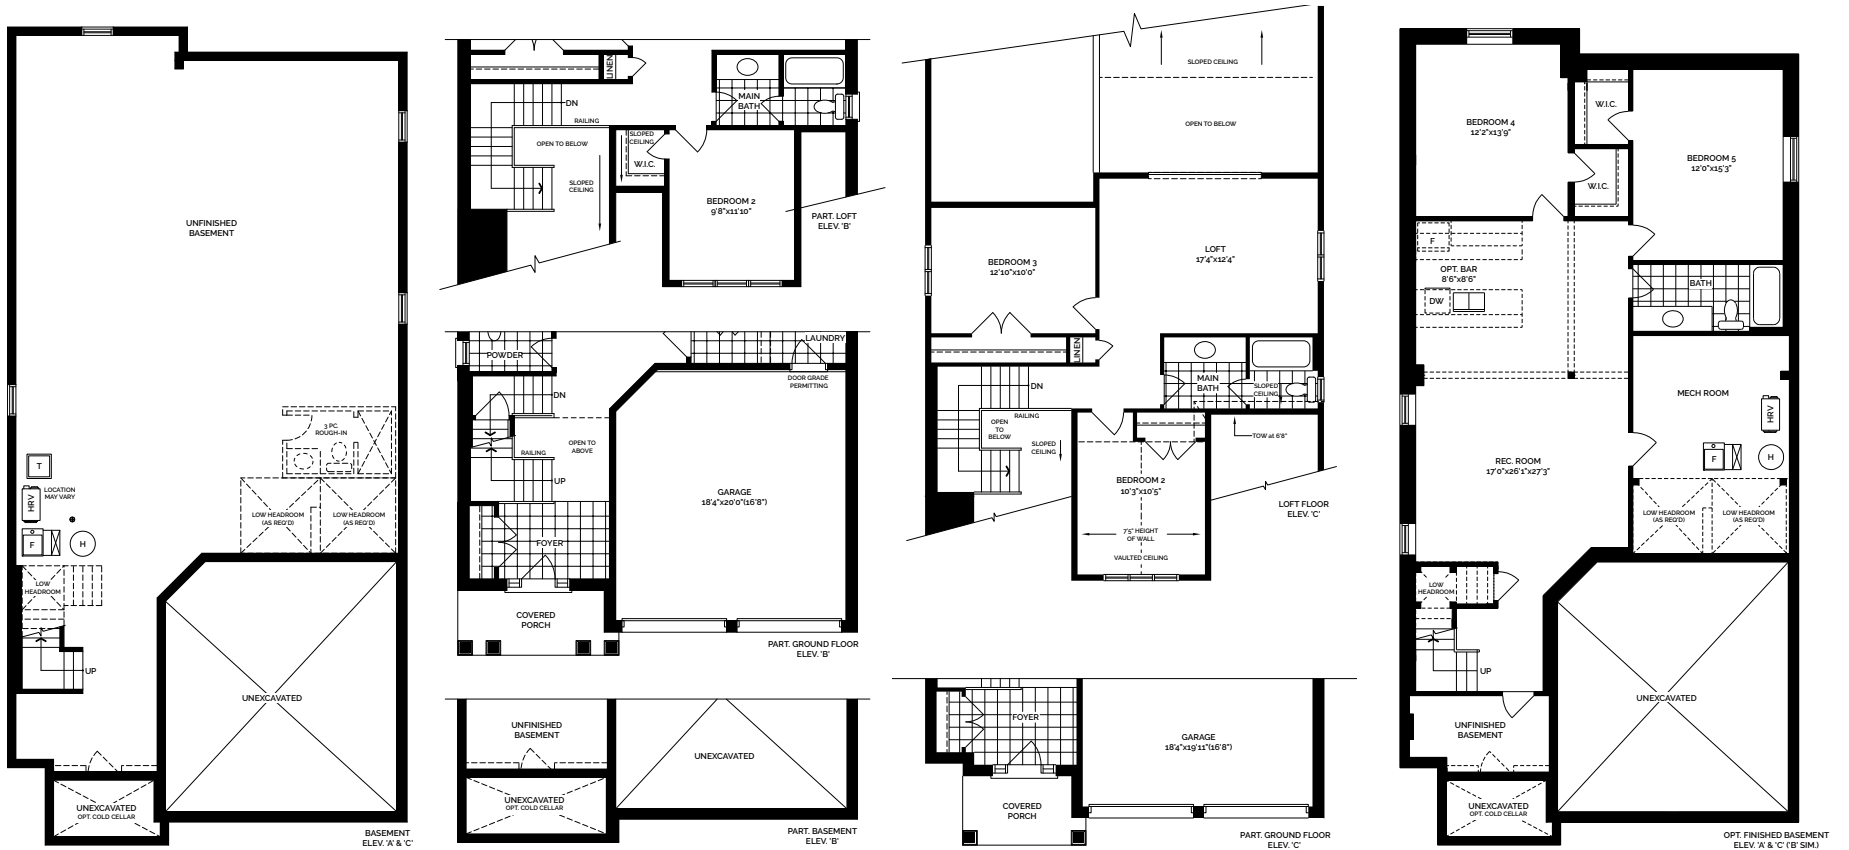 UNFINISHED
BASEMENT
3 PC.
ROUGH-IN
T
LOCATION
MAY VARY
HRV
F
H
LOW HEADROOM
(AS REQ'D)
LOW HEADROOM
(AS REQ'D)
LOW
HEADROOM
UP
UNEXCAVATED
UNEXCAVATED
OPT. COLD CELLAR
BASEMENT
ELEV. 'A' & 'C'
LINEN
DN
RAILING
MAIN
BATH
OPEN TO BELOW
SLOPED
CEILING
W.I.C.
SLOPED
CEILING
BEDROOM 2
9'8"x11'10"
PART. LOFT
ELEV. 'B'
POWDER
LAUNDRY
DOOR GRADE
PERMITTING
DN
OPEN TO
ABOVE
RAILING
UP
GARAGE
18'4"x20'0"(16'8")
FOYER
COVERED
PORCH
PART. GROUND FLOOR
ELEV. 'B'
UNFINISHED
BASEMENT
UNEXCAVATED
UNEXCAVATED
OPT. COLD CELLAR
PART. BASEMENT
ELEV. 'B'
SLOPED CEILING
OPEN TO BELOW
LOFT
17'4"x12'4"
BEDROOM 3
12'10"x10'0"
LINEN
DN
RAILING
OPEN
TO
BELOW
SLOPED
CEILING
MAIN
BATH
SLOPED
CEILING
TOW at 6'8"
BEDROOM 2
10'3"x10'5"
7'5" HEIGHT
OF WALL
VAULTED CEILING
LOFT FLOOR
ELEV. 'C'
FOYER
GARAGE
18'4"x19'11"(16'8")
COVERED
PORCH
PART. GROUND FLOOR
ELEV. 'C'
BEDROOM 4
12'2"x13'9"
W.I.C.
W.I.C.
BEDROOM 5
12'0"x15'3"
F
OPT. BAR
8'6"x8'6"
DW
BATH
MECH ROOM
HRV
F
H
REC. ROOM
17'0"x26'1"x27'3"
LOW HEADROOM
(AS REQ'D)
LOW HEADROOM
(AS REQ'D)
LOW
HEADROOM
UP
UNEXCAVATED
UNFINISHED
BASEMENT
UNEXCAVATED
OPT. COLD CELLAR
OPT. FINISHED BASEMENT
ELEV. 'A' & 'C' ('B' SIM.)